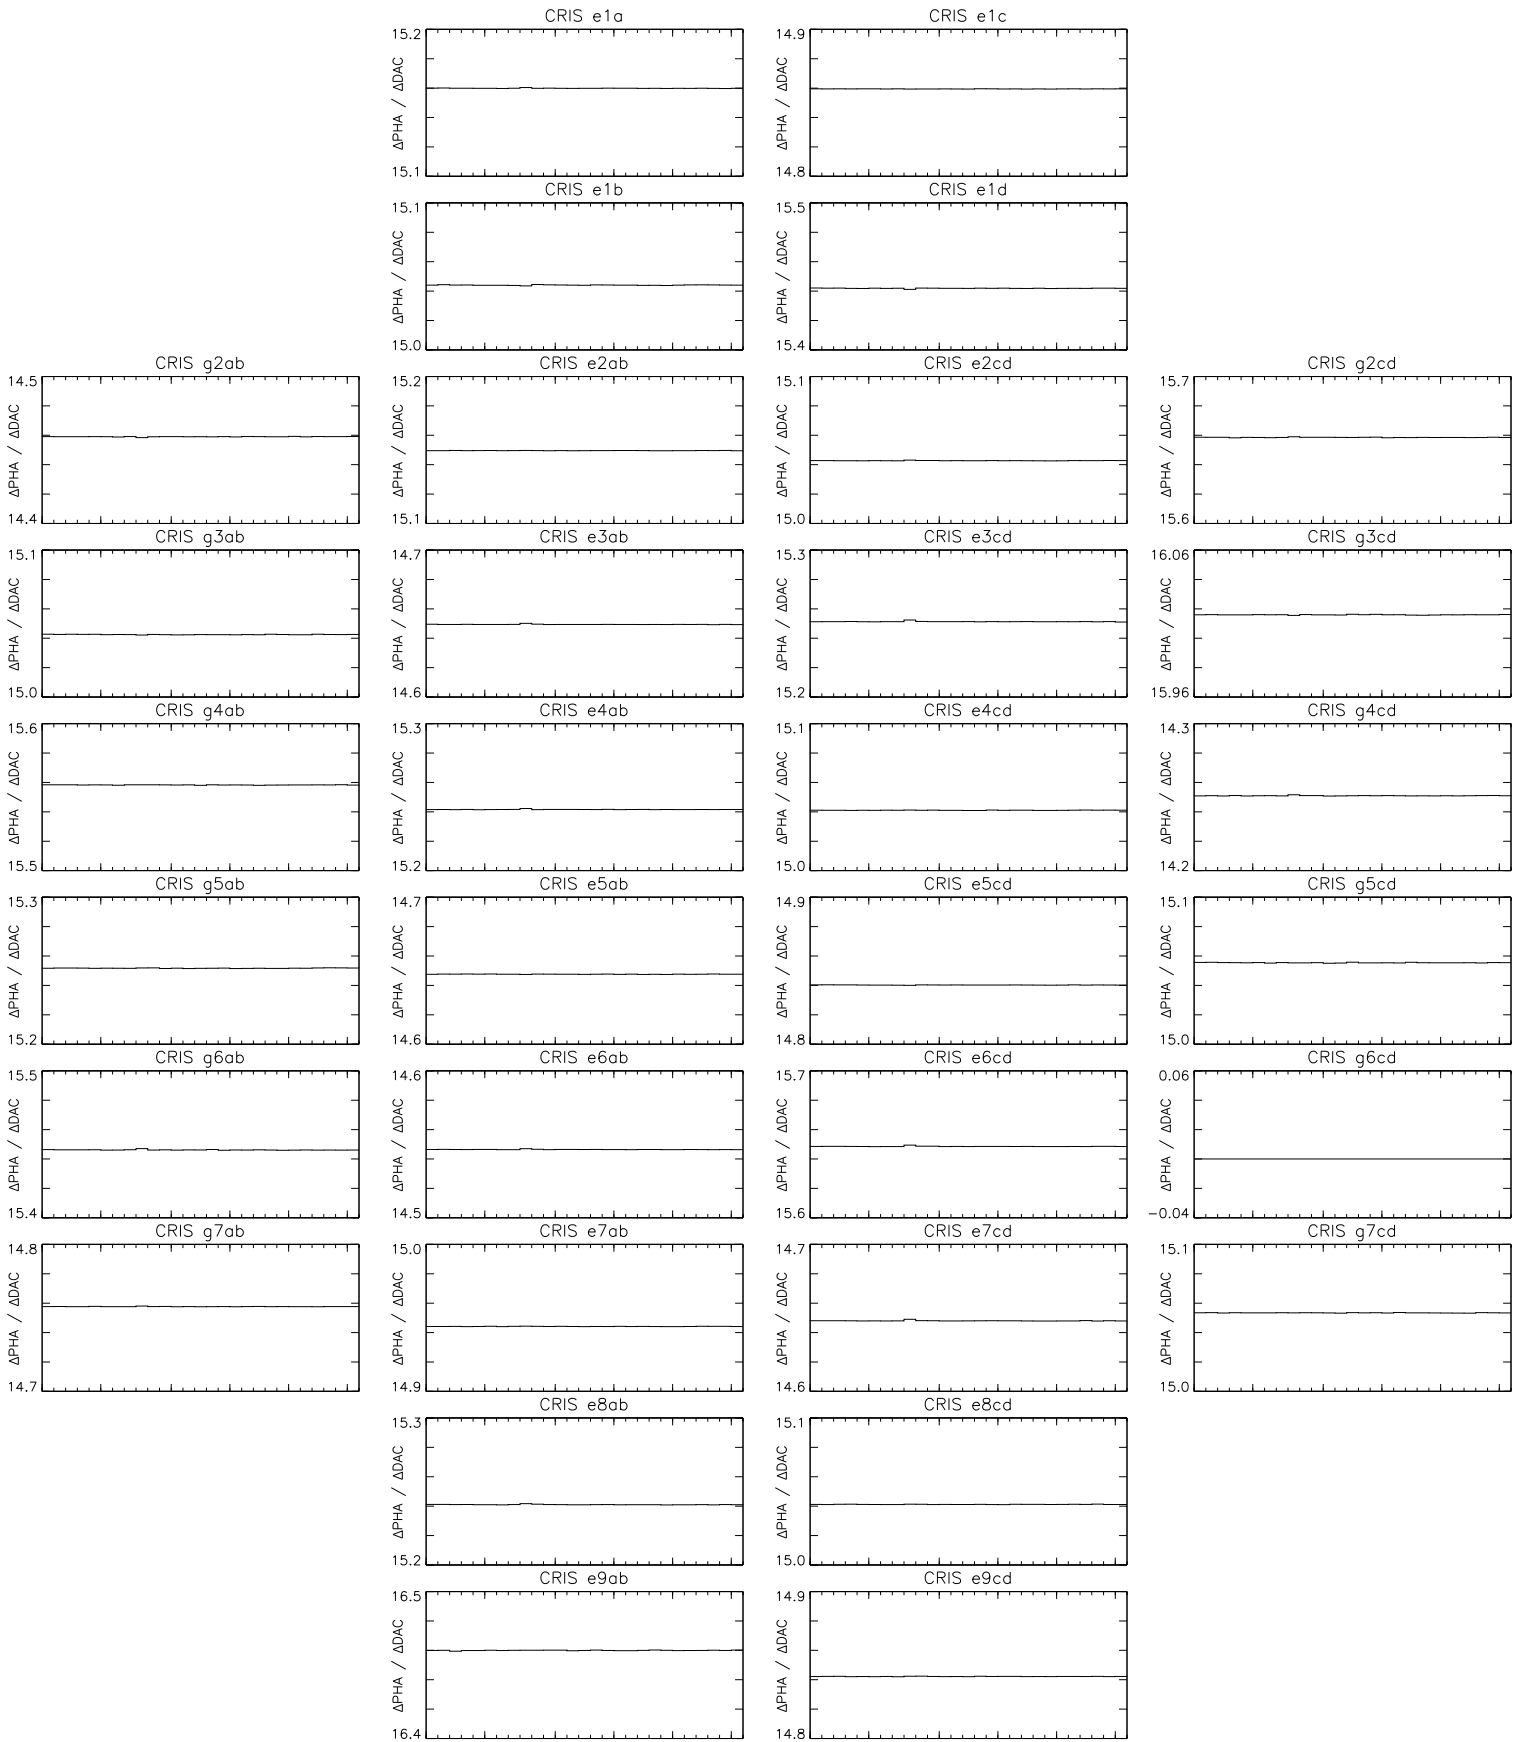 CRIS e1a
15.2
ΔPHA / ΔDAC
15.1
CRIS e1c
14.9
ΔPHA / ΔDAC
14.8
CRIS e1b
15.1
ΔPHA / ΔDAC
15.0
CRIS e1d
15.5
ΔPHA / ΔDAC
15.4
CRIS g2ab
14.5
ΔPHA / ΔDAC
14.4
CRIS e2ab
15.2
ΔPHA / ΔDAC
15.1
CRIS e2cd
15.1
ΔPHA / ΔDAC
15.0
CRIS g2cd
15.7
ΔPHA / ΔDAC
15.6
CRIS g3ab
15.1
ΔPHA / ΔDAC
15.0
CRIS e3ab
14.7
ΔPHA / ΔDAC
14.6
CRIS e3cd
15.3
ΔPHA / ΔDAC
15.2
CRIS g3cd
16.06
ΔPHA / ΔDAC
15.96
CRIS g4ab
15.6
ΔPHA / ΔDAC
15.5
CRIS e4ab
15.3
ΔPHA / ΔDAC
15.2
CRIS e4cd
15.1
ΔPHA / ΔDAC
15.0
CRIS g4cd
14.3
ΔPHA / ΔDAC
14.2
CRIS g5ab
15.3
ΔPHA / ΔDAC
15.2
CRIS e5ab
14.7
ΔPHA / ΔDAC
14.6
CRIS e5cd
14.9
ΔPHA / ΔDAC
14.8
CRIS g5cd
15.1
ΔPHA / ΔDAC
15.0
CRIS g6ab
15.5
ΔPHA / ΔDAC
15.4
CRIS e6ab
14.6
ΔPHA / ΔDAC
14.5
CRIS e6cd
15.7
ΔPHA / ΔDAC
15.6
CRIS g6cd
0.06
ΔPHA / ΔDAC
−0.04
CRIS g7ab
14.8
ΔPHA / ΔDAC
14.7
CRIS e7ab
15.0
ΔPHA / ΔDAC
14.9
CRIS e7cd
14.7
ΔPHA / ΔDAC
14.6
CRIS g7cd
15.1
ΔPHA / ΔDAC
15.0
CRIS e8ab
15.3
ΔPHA / ΔDAC
15.2
CRIS e8cd
15.1
ΔPHA / ΔDAC
15.0
CRIS e9ab
16.5
ΔPHA / ΔDAC
16.4
CRIS e9cd
14.9
ΔPHA / ΔDAC
14.8